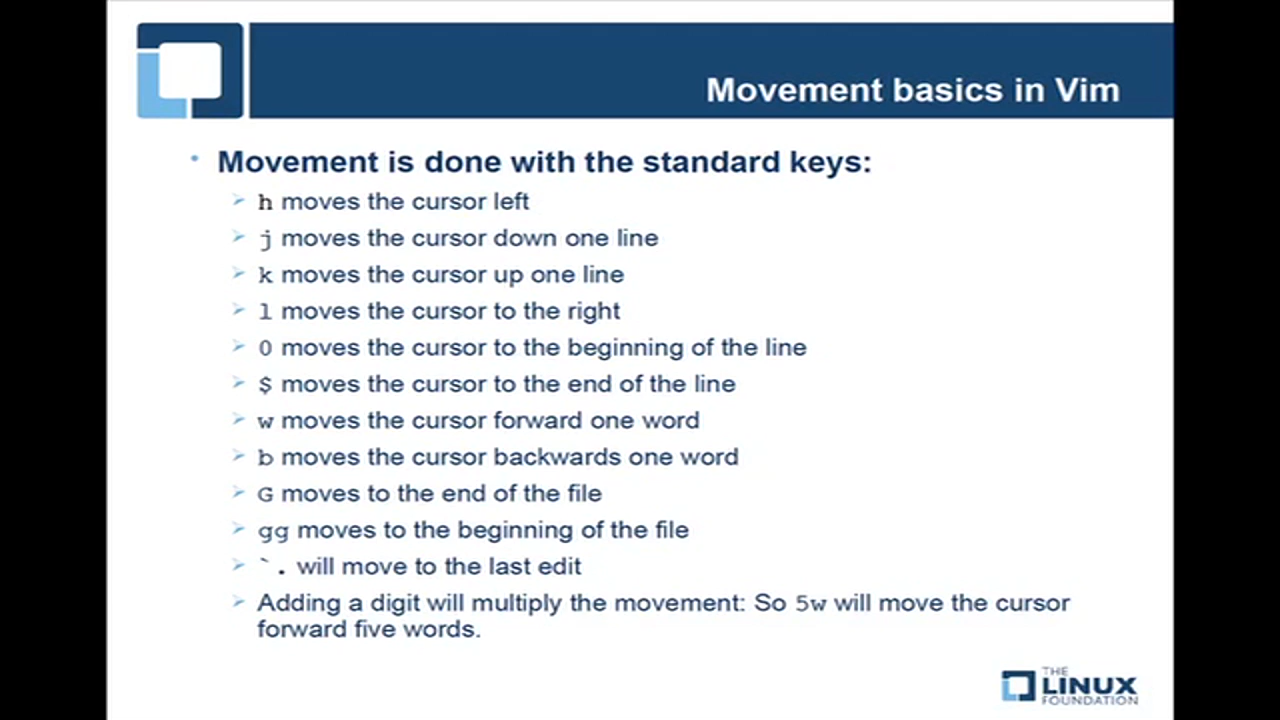 Movement basics in Vim
• Movement is done with the standard keys:
➢ h moves the cursor left
➢ j moves the cursor down one line
➢ k moves the cursor up one line
➢ l moves the cursor to the right
➢ 0 moves the cursor to the beginning of the line
➢ $ moves the cursor to the end of the line
➢ w moves the cursor forward one word
➢ b moves the cursor backwards one word
➢ G moves to the end of the file
➢ gg moves to the beginning of the file
➢ `. will move to the last edit
➢ Adding a digit will multiply the movement: So 5w will move the cursor
forward five words.
THE
LINUX
FOUNDATION